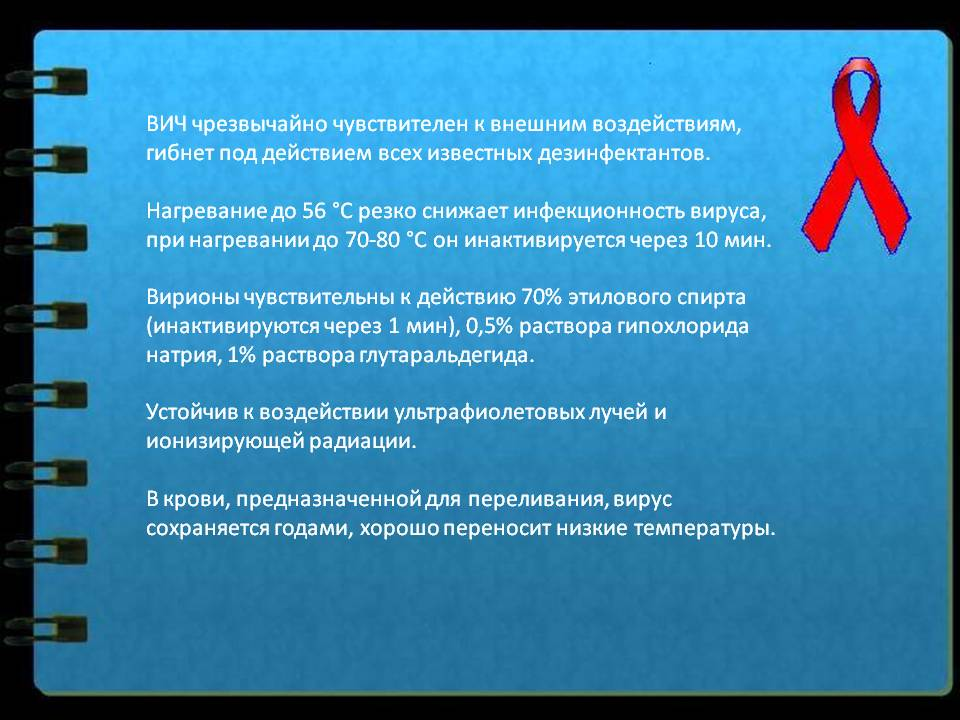 ВИЧ чрезвычайно чувствителен к внешним воздействиям,
гибнет под действием всех известных дезинфектантов.
Нагревание до 56 °С резко снижает инфекционность вируса,
при нагревании до 70-80 °С он инактивируется через 10 мин.
Вирионы чувствительны к действию 70% этилового спирта
(инактивируются через 1 мин), 0,5% раствора гипохлорида
натрия, 1% раствора глутаральдегида.
Устойчив к воздействии ультрафиолетовых лучей и
ионизирующей радиации.
В крови, предназначенной для переливания, вирус
сохраняется годами, хорошо переносит низкие температуры.